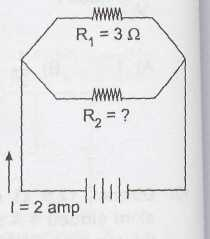 R₁ = 3 Ω
R₂ = ?
I = 2 amp